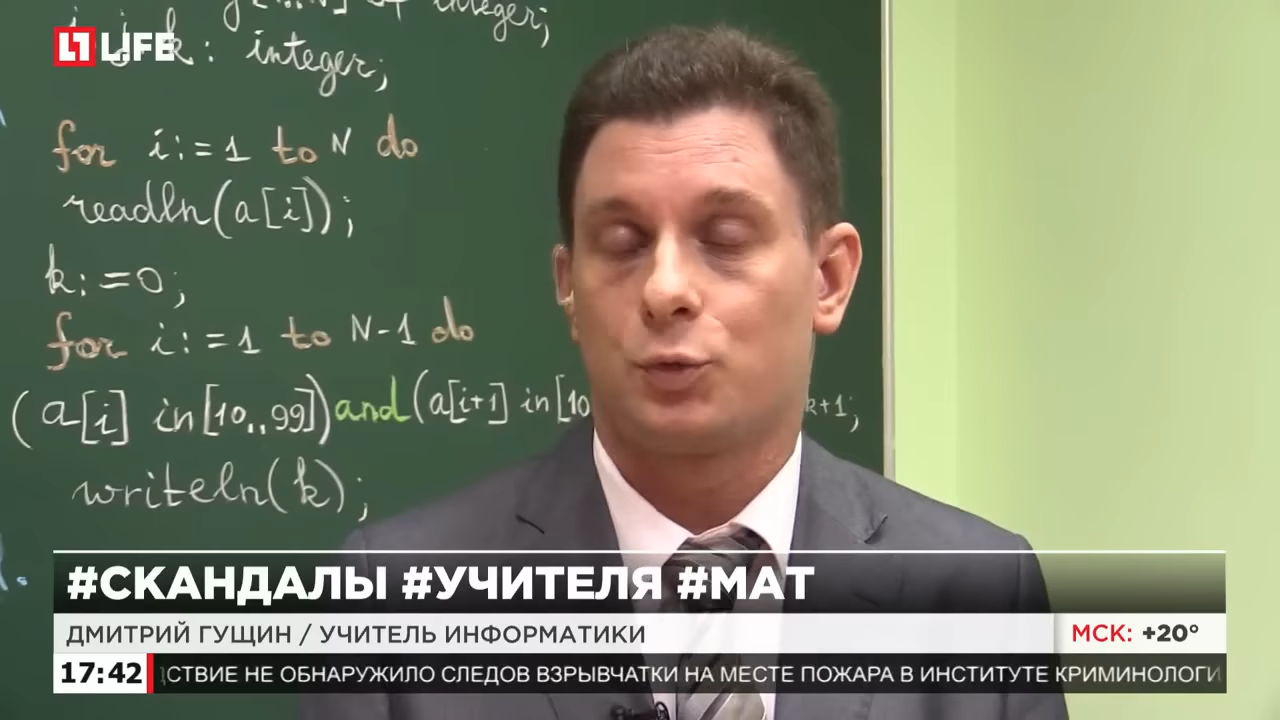 LIFE
integer;
i, j, k: integer;
for i:=1 to N do
readln(a[i]);
k:=0;
for i:=1 to N-1 do
(a[i] in[10..99])and(a[i+1] in[10
k+1;
writeln(k);
#СКАНДАЛЫ #УЧИТЕЛЯ #МАТ
ДМИТРИЙ ГУЩИН / УЧИТЕЛЬ ИНФОРМАТИКИ
МСК: +20°
17:42
ДСТВИЕ НЕ ОБНАРУЖИЛО СЛЕДОВ ВЗРЫВЧАТКИ НА МЕСТЕ ПОЖАРА В ИНСТИТУТЕ КРИМИНОЛОГИ